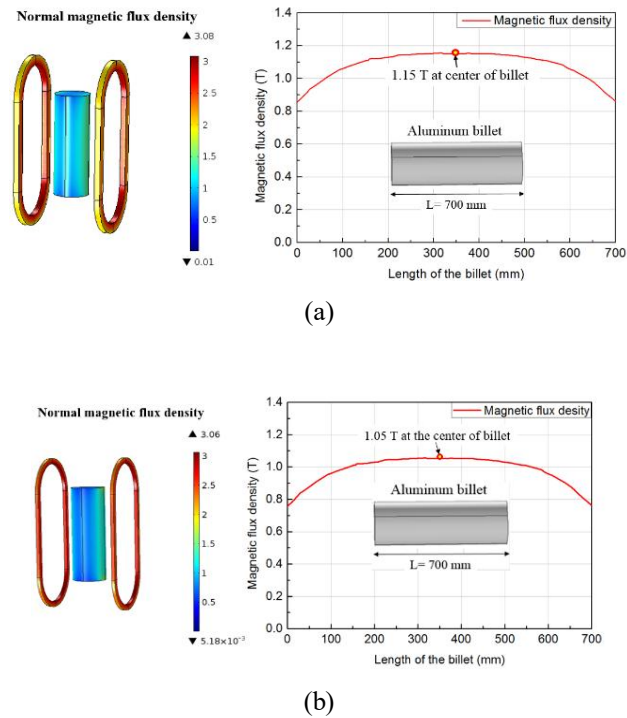 Normal magnetic flux density
▲ 3.08
3
2.5
2
1.5
1
0.5
▼ 0.01
Magnetic flux density (T)
1.4
1.2
1.0
0.8
0.6
0.4
0.2
0.0
Magnetic flux density
1.15 T at center of billet
Aluminum billet
L= 700 mm
0 100 200 300 400 500 600 700
Length of the billet (mm)
(a)
Normal magnetic flux density
▲ 3.06
3
2.5
2
1.5
1
0.5
▼ 5.18×10⁻³
Magnetic flux density (T)
1.4
1.2
1.0
0.8
0.6
0.4
0.2
0.0
Magnetic flux desity
1.05 T at the center of billet
Aluminum billet
L= 700 mm
0 100 200 300 400 500 600 700
Length of the billet (mm)
(b)